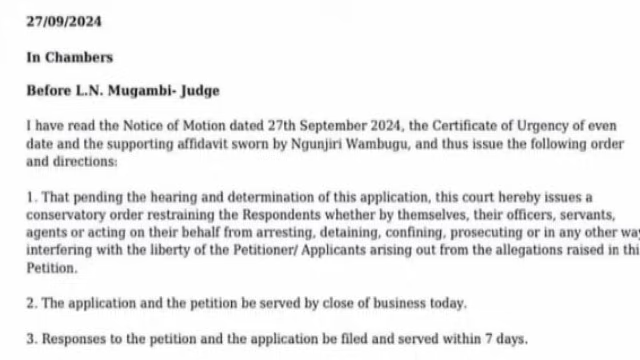 27/09/2024
In Chambers
Before L.N. Mugambi- Judge
I have read the Notice of Motion dated 27th September 2024, the Certificate of Urgency of even
date and the supporting affidavit sworn by Ngunjiri Wambugu, and thus issue the following order
and directions:
1. That pending the hearing and determination of this application, this court hereby issues a
conservatory order restraining the Respondents whether by themselves, their officers, servants,
agents or acting on their behalf from arresting, detaining, confining, prosecuting or in any other way
interfering with the liberty of the Petitioner/ Applicants arising out from the allegations raised in thi
Petition.
2. The application and the petition be served by close of business today.
3. Responses to the petition and the application be filed and served within 7 days.